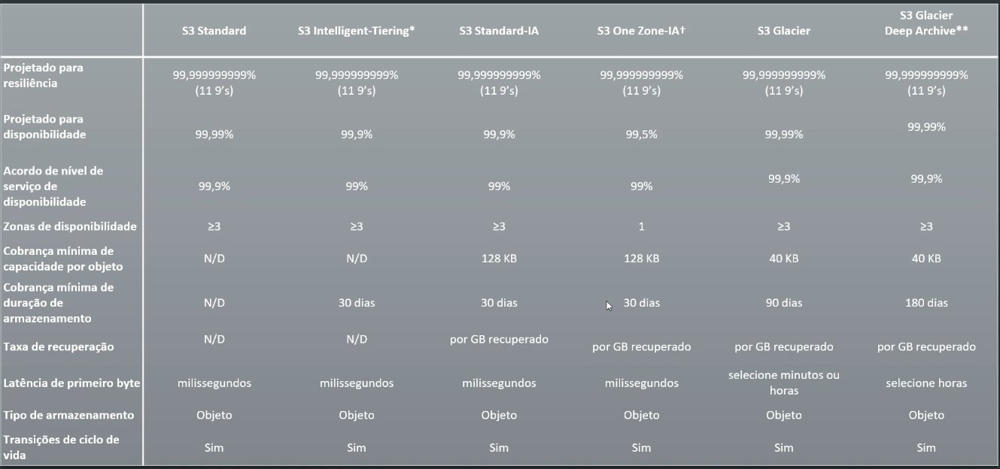 S3 Standard S3 Intelligent-Tiering* S3 Standard-IA S3 One Zone-IA† S3 Glacier S3 Glacier
Deep Archive**
Projetado para
resiliência
99,999999999% 99,999999999% 99,999999999% 99,999999999% 99,999999999% 99,999999999%
(11 9’s) (11 9’s) (11 9’s) (11 9’s) (11 9’s) (11 9’s)
Projetado para
disponibilidade
99,99% 99,9% 99,9% 99,5% 99,99% 99,99%
Acordo de nível de
serviço de
disponibilidade
99,9% 99% 99% 99% 99,9% 99,9%
Zonas de disponibilidade ≥3 ≥3 ≥3 1 ≥3 ≥3
Cobrança mínima de
capacidade por objeto
N/D N/D 128 KB 128 KB 40 KB 40 KB
Cobrança mínima de
duração de
armazenamento
N/D 30 dias 30 dias 30 dias 90 dias 180 dias
Taxa de recuperação N/D N/D por GB recuperado por GB recuperado por GB recuperado por GB recuperado
Latência de primeiro byte milissegundos milissegundos milissegundos milissegundos selecione minutos ou
horas
selecione horas
Tipo de armazenamento Objeto Objeto Objeto Objeto Objeto Objeto
Transições de ciclo de
vida
Sim Sim Sim Sim Sim Sim